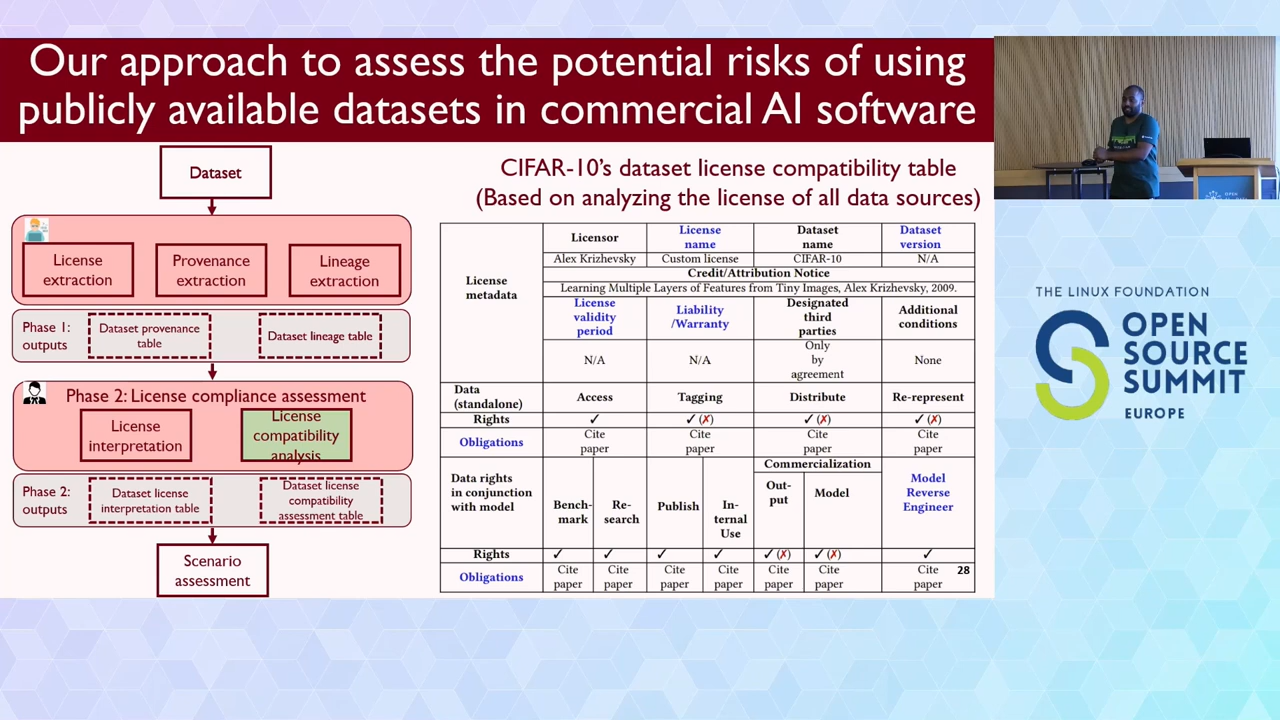 Our approach to assess the potential risks of using
publicly available datasets in commercial AI software
Dataset
License
extraction
Provenance
extraction
Lineage
extraction
Phase 1:
outputs
Dataset provenance
table
Dataset lineage table
Phase 2: License compliance assessment
License
interpretation
License
compatibility
analysis
Phase 2:
outputs
Dataset license
interpretation table
Dataset license
compatibility
assessment table
Scenario
assessment
CIFAR-10's dataset license compatibility table
(Based on analyzing the license of all data sources)
License
metadata
Licensor
License
name
Dataset
name
Dataset
version
Alex Krizhevsky
Custom license
CIFAR-10
N/A
Credit/Attribution Notice
Learning Multiple Layers of Features from Tiny Images, Alex Krizhevsky, 2009.
License
validity
period
Liability
/Warranty
Designated
third
parties
Additional
conditions
N/A
N/A
Only
by
agreement
None
Data
(standalone)
Access
Tagging
Distribute
Re-represent
Rights
✓
✓(✗)
✓(✗)
✓(✗)
Obligations
Cite
paper
Cite
paper
Cite
paper
Cite
paper
Data rights
in conjunction
with model
Bench-
mark
Re-
search
Publish
In-
ternal
Use
Commercialization
Out-
put
Model
Model
Reverse
Engineer
Rights
✓
✓
✓
✓
✓(✗)
✓(✗)
✓
Obligations
Cite
paper
Cite
paper
Cite
paper
Cite
paper
Cite
paper
Cite
paper
Cite
paper
28
THE LINUX FOUNDATION
OPEN
SOURCE
SUMMIT
EUROPE